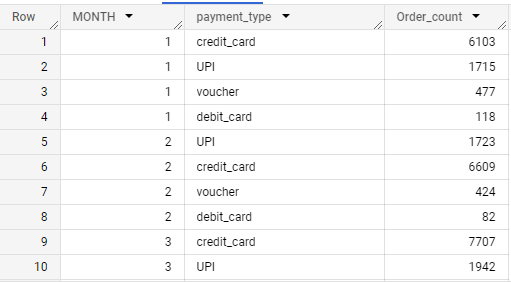 Row MONTH payment_type Order_count
1 1 credit_card 6103
2 1 UPI 1715
3 1 voucher 477
4 1 debit_card 118
5 2 UPI 1723
6 2 credit_card 6609
7 2 voucher 424
8 2 debit_card 82
9 3 credit_card 7707
10 3 UPI 1942